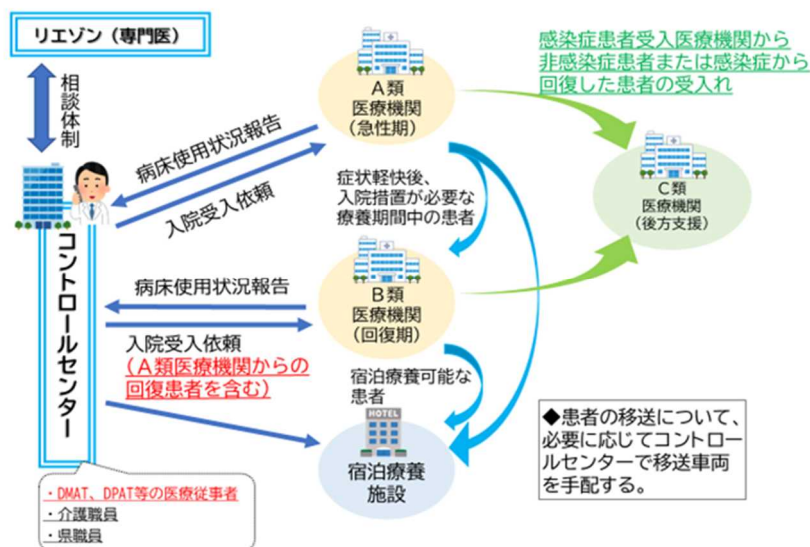 リエゾン（専門医）
相談体制
コントロールセンター
・DMAT、DPAT等の医療従事者
・介護職員
・県職員
病床使用状況報告
入院受入依頼
A類
医療機関
（急性期）
症状軽快後、
入院措置が必要な
療養期間中の患者
病床使用状況報告
入院受入依頼
（A類医療機関からの
回復患者を含む）
B類
医療機関
（回復期）
宿泊療養可能な
患者
HOTEL
宿泊療養
施設
感染症患者受入医療機関から
非感染症患者または感染症から
回復した患者の受入れ
C類
医療機関
（後方支援）
◆患者の移送について、
必要に応じてコントロー
ルセンターで移送車両
を手配する。